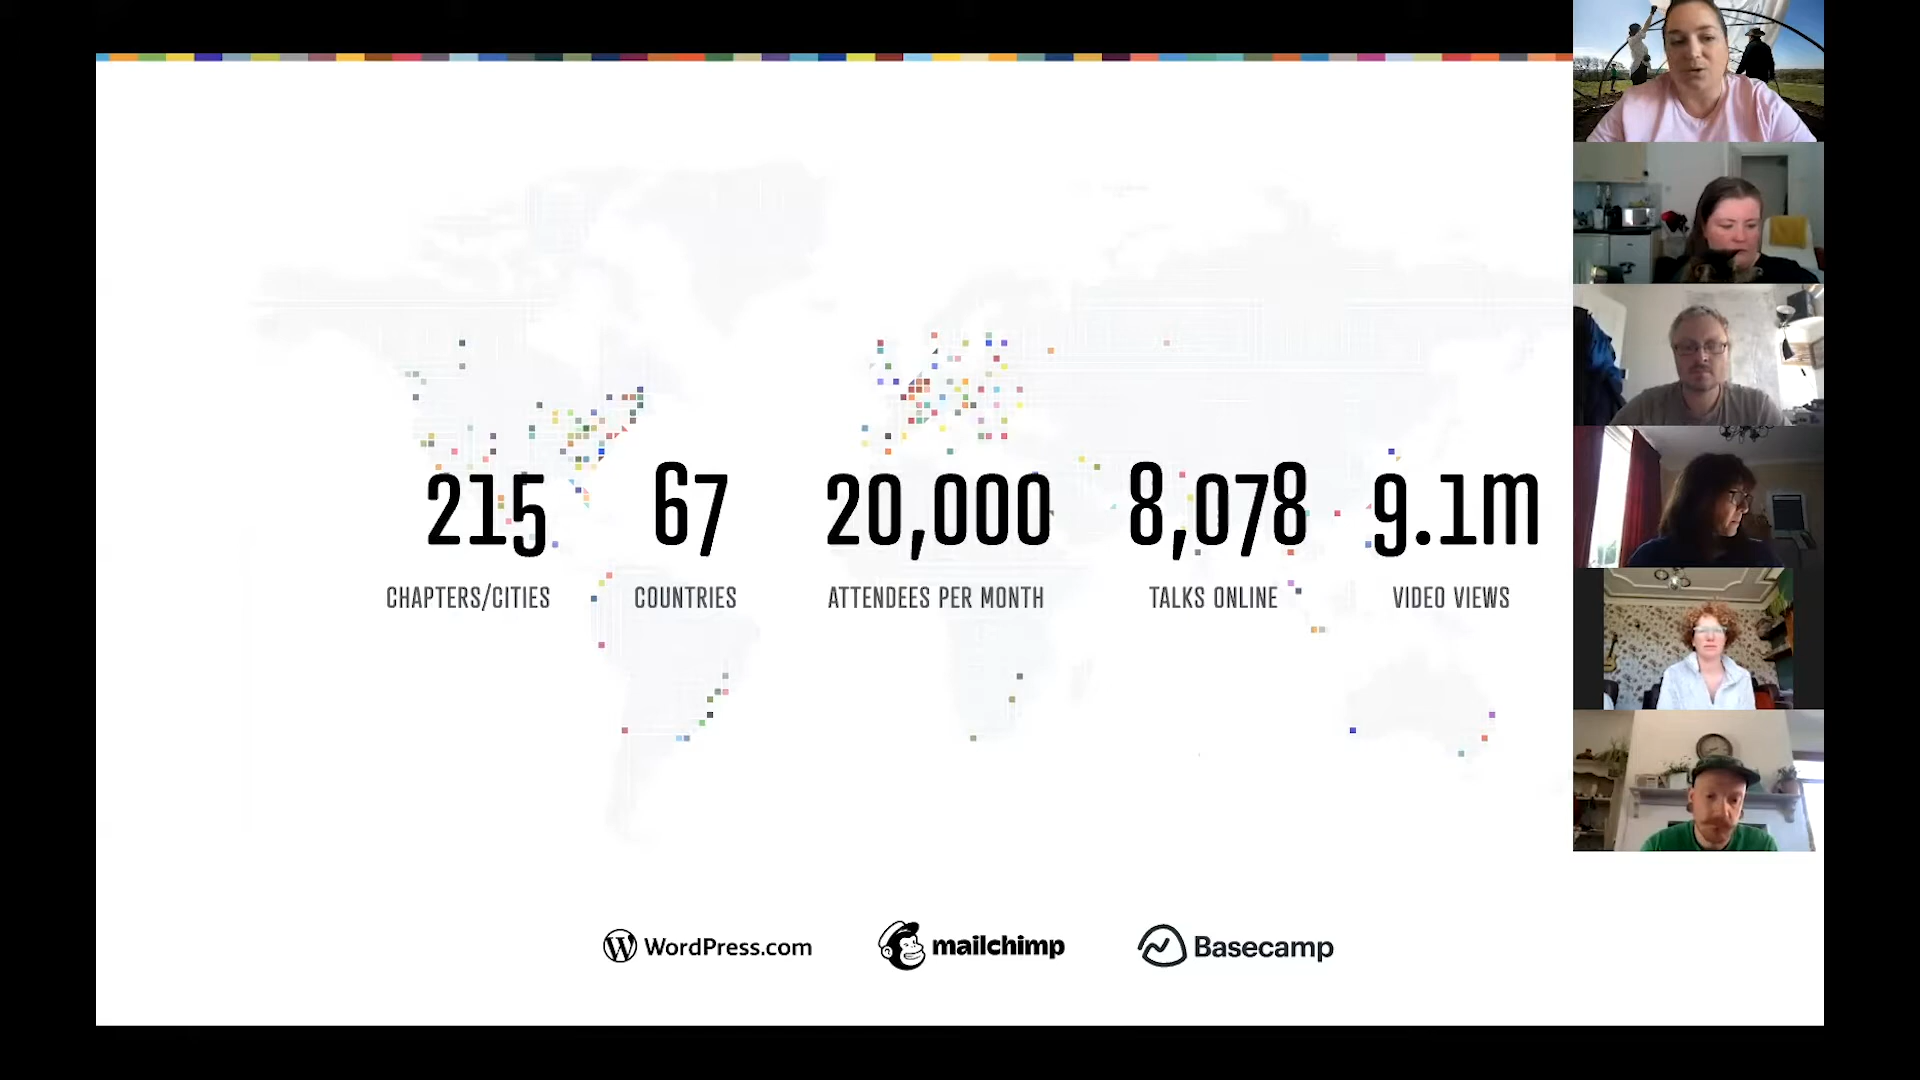 215 67 20,000 8,078 9.1m
CHAPTERS/CITIES COUNTRIES ATTENDEES PER MONTH TALKS ONLINE VIDEO VIEWS
WordPress.com mailchimp Basecamp